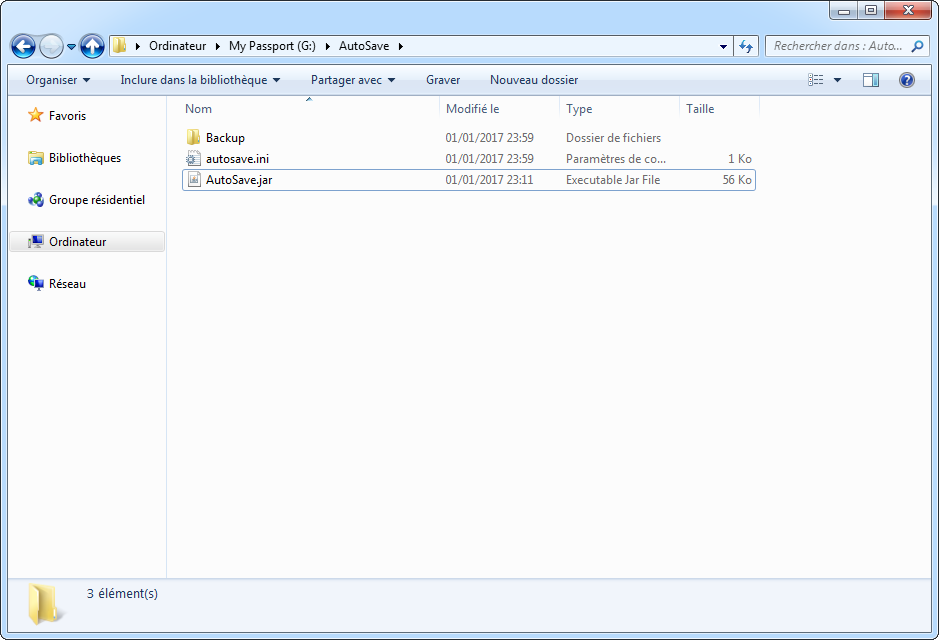 Ordinateur My Passport (G:) AutoSave Rechercher dans : Auto...
Organiser Inclure dans la bibliothèque Partager avec Graver Nouveau dossier
Favoris
Bibliothèques
Groupe résidentiel
Ordinateur
Réseau
Nom Modifié le Type Taille
Backup 01/01/2017 23:59 Dossier de fichiers
autosave.ini 01/01/2017 23:59 Paramètres de co... 1 Ko
AutoSave.jar 01/01/2017 23:11 Executable Jar File 56 Ko
3 élément(s)